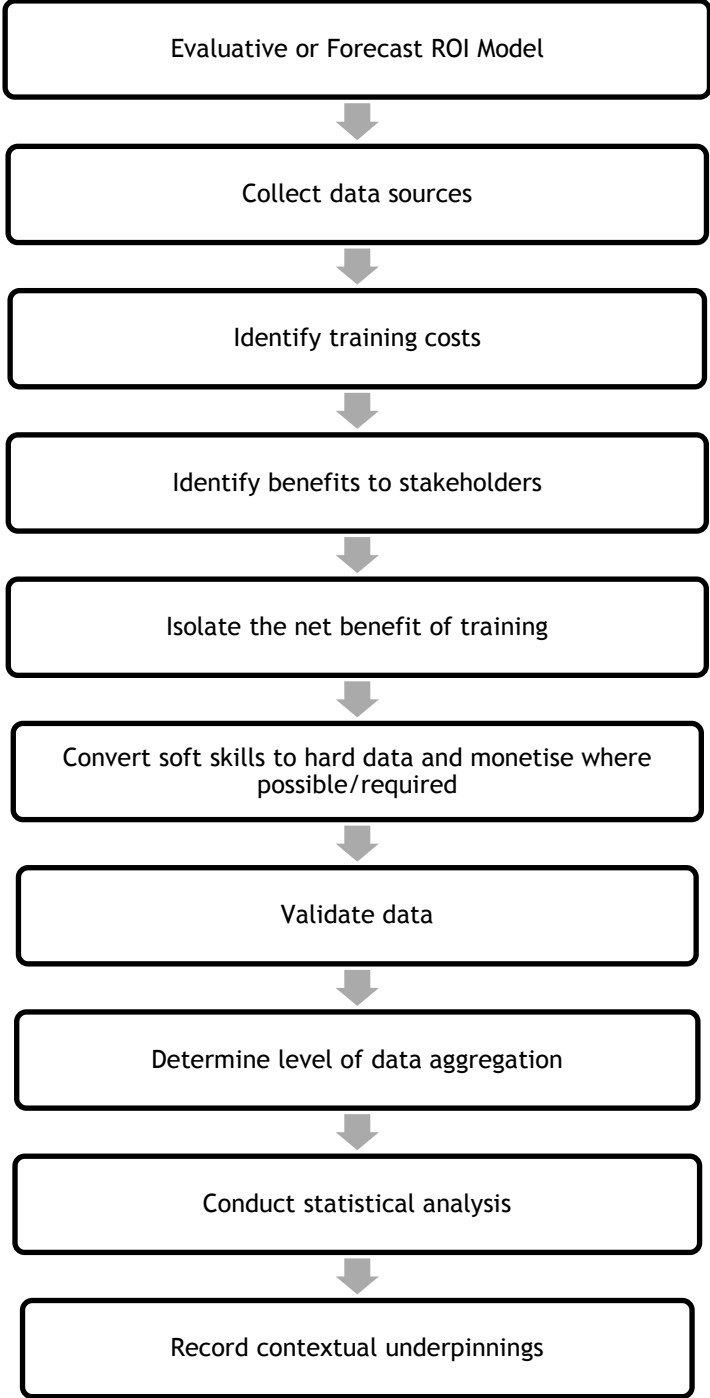 Evaluative or Forecast ROI Model
Collect data sources
Identify training costs
Identify benefits to stakeholders
Isolate the net benefit of training
Convert soft skills to hard data and monetise where
possible/required
Validate data
Determine level of data aggregation
Conduct statistical analysis
Record contextual underpinnings